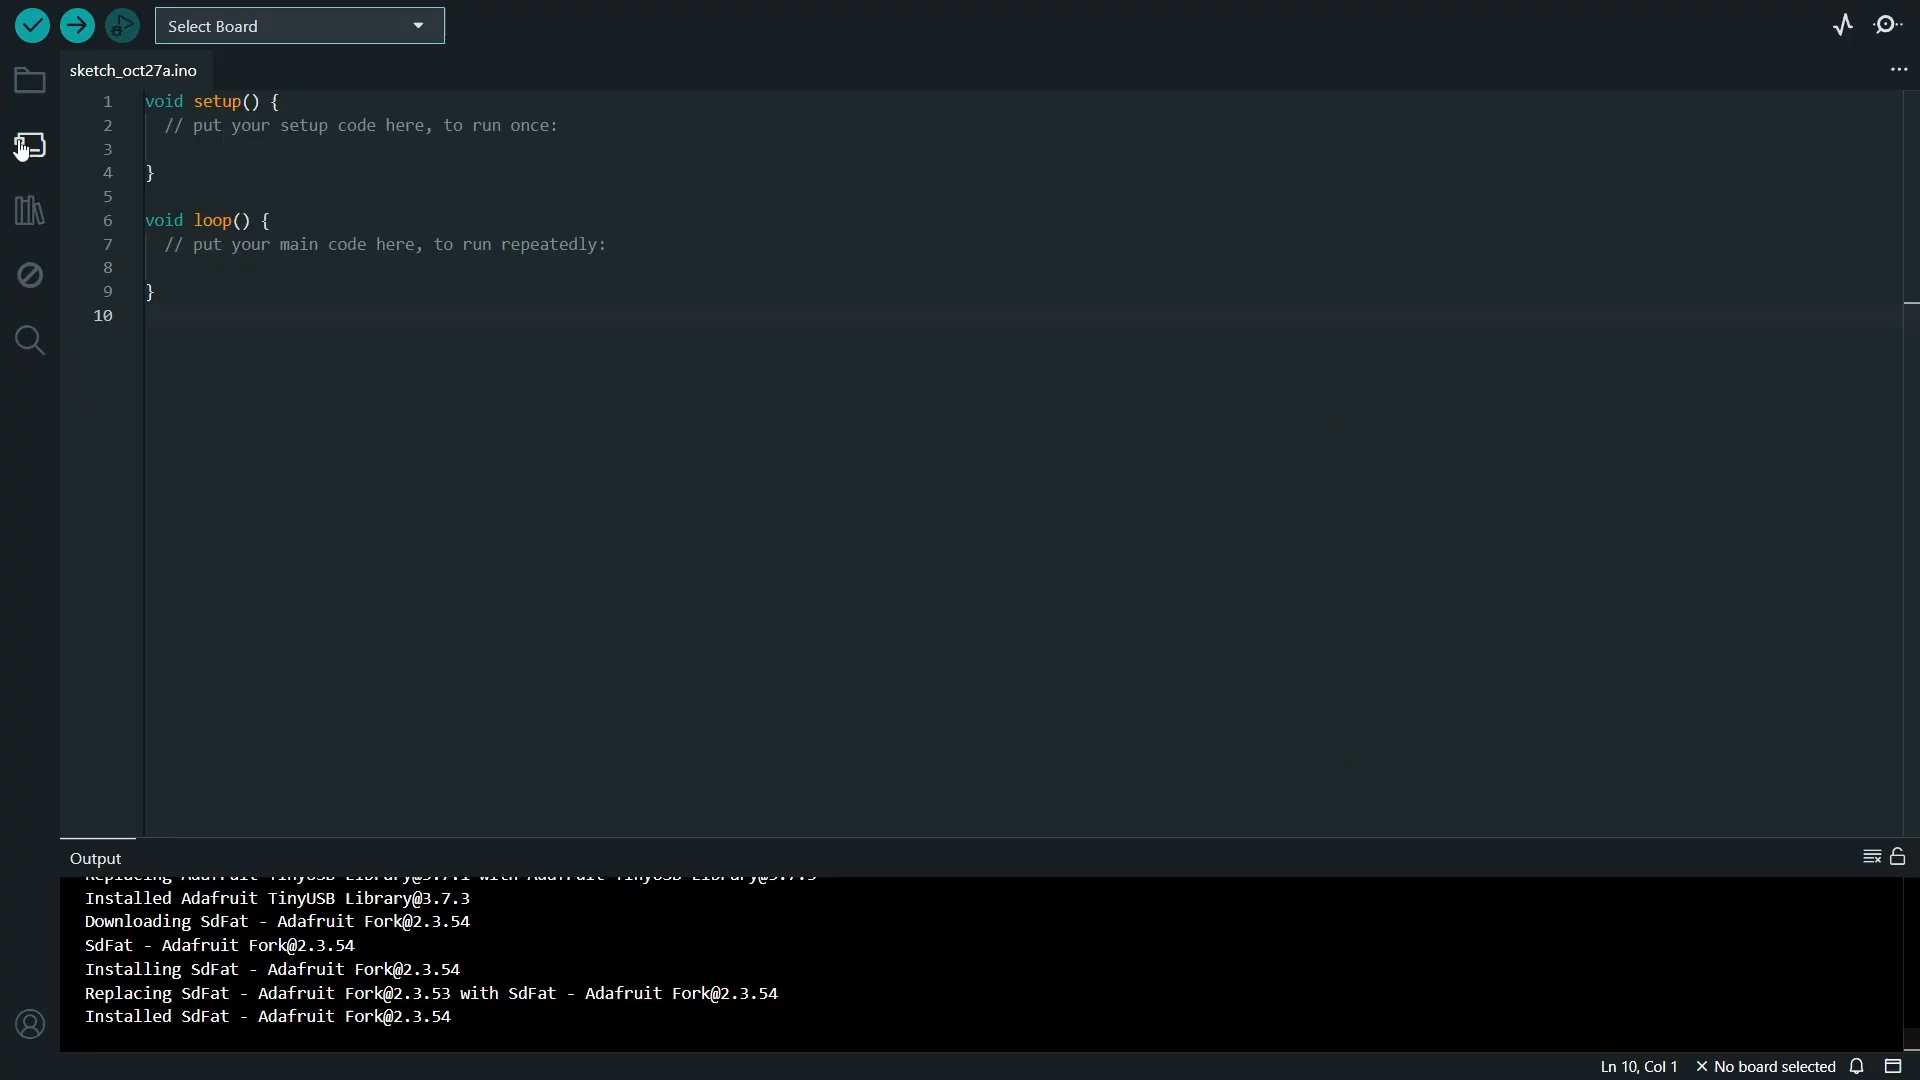 Select Board
sketch_oct27a.ino
1 void setup() {
2 // put your setup code here, to run once:
3
4 }
5
6 void loop() {
7 // put your main code here, to run repeatedly:
8
9 }
10
Output
Replacing Adafruit TinyUSB Library@3.7.1 with Adafruit TinyUSB Library@3.7.3
Installed Adafruit TinyUSB Library@3.7.3
Downloading SdFat - Adafruit Fork@2.3.54
SdFat - Adafruit Fork@2.3.54
Installing SdFat - Adafruit Fork@2.3.54
Replacing SdFat - Adafruit Fork@2.3.53 with SdFat - Adafruit Fork@2.3.54
Installed SdFat - Adafruit Fork@2.3.54
Ln 10, Col 1 × No board selected